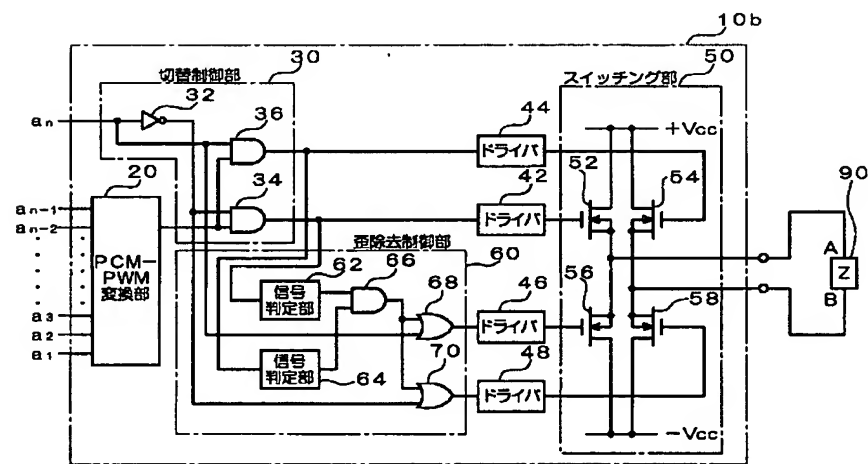 10b
切替制御部
30
32
36
an
スイッチング部
50
+Vcc
44
ドライバ
42
ドライバ
52
54
20
34
an-1
an-2
PCM-
PWM
変換部
a3
a2
a1
歪除去制御部
60
62
66
68
信号
判定部
信号
判定部
64
70
46
ドライバ
48
ドライバ
56
58
-Vcc
90
A
Z
B